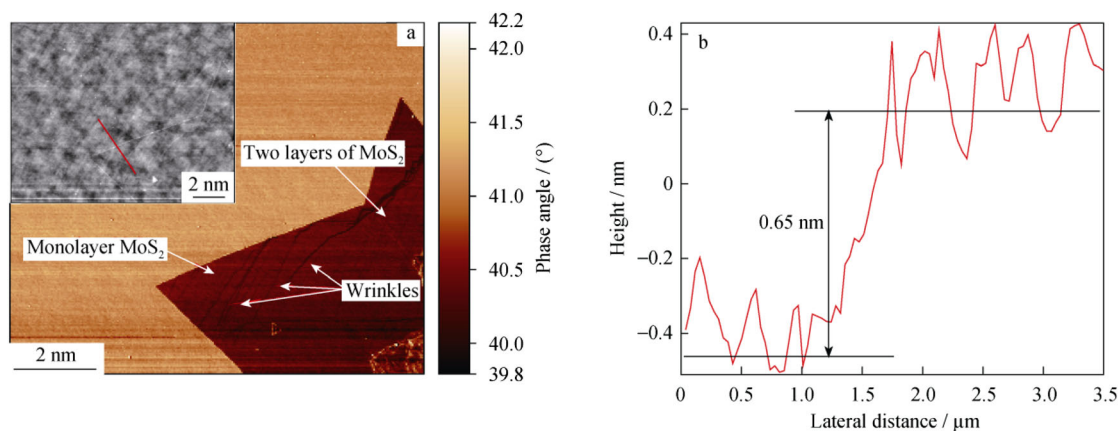 a
2 nm
Two layers of MoS₂
Monolayer MoS₂
Wrinkles
2 nm
42.2
42.0
41.5
41.0
40.5
40.0
39.8
Phase angle / (°)
b
0.4
0.2
0
−0.2
−0.4
Height / nm
0.65 nm
0 0.5 1.0 1.5 2.0 2.5 3.0 3.5
Lateral distance / µm